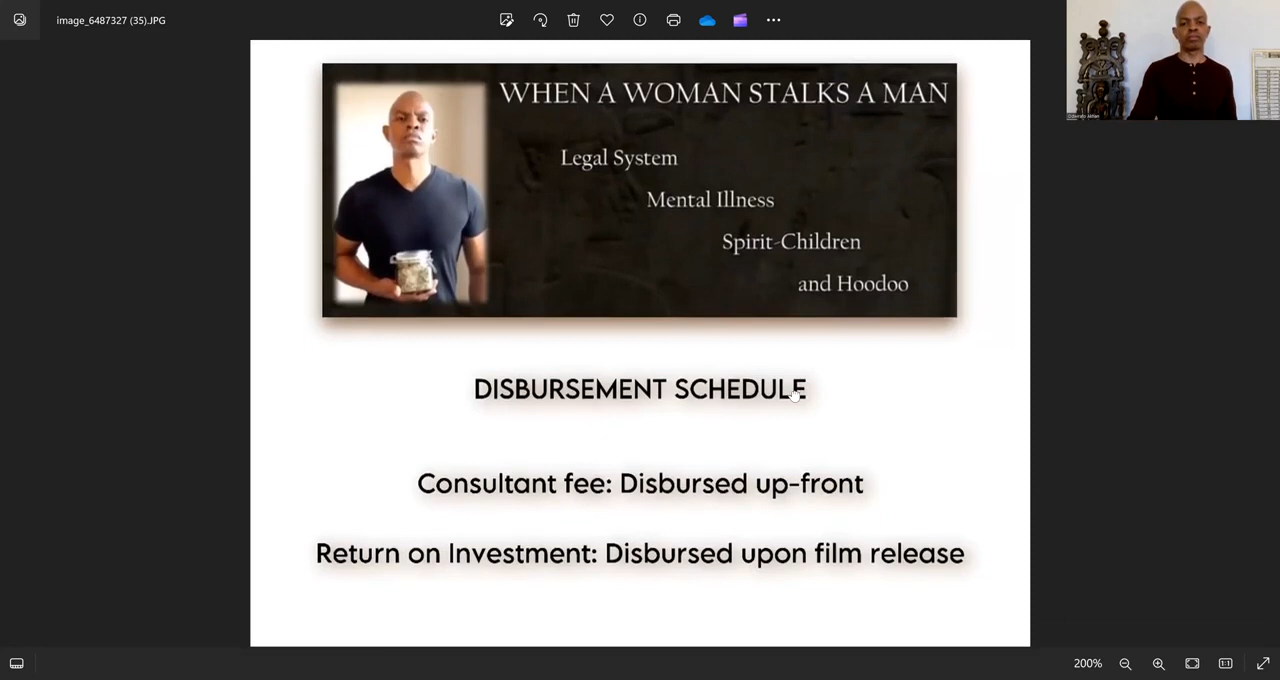 image_6487327 (35).JPG
WHEN A WOMAN STALKS A MAN
Legal System
Mental Illness
Spirit-Children
and Hoodoo
DISBURSEMENT SCHEDULE
Consultant fee: Disbursed up-front
Return on Investment: Disbursed upon film release
200%